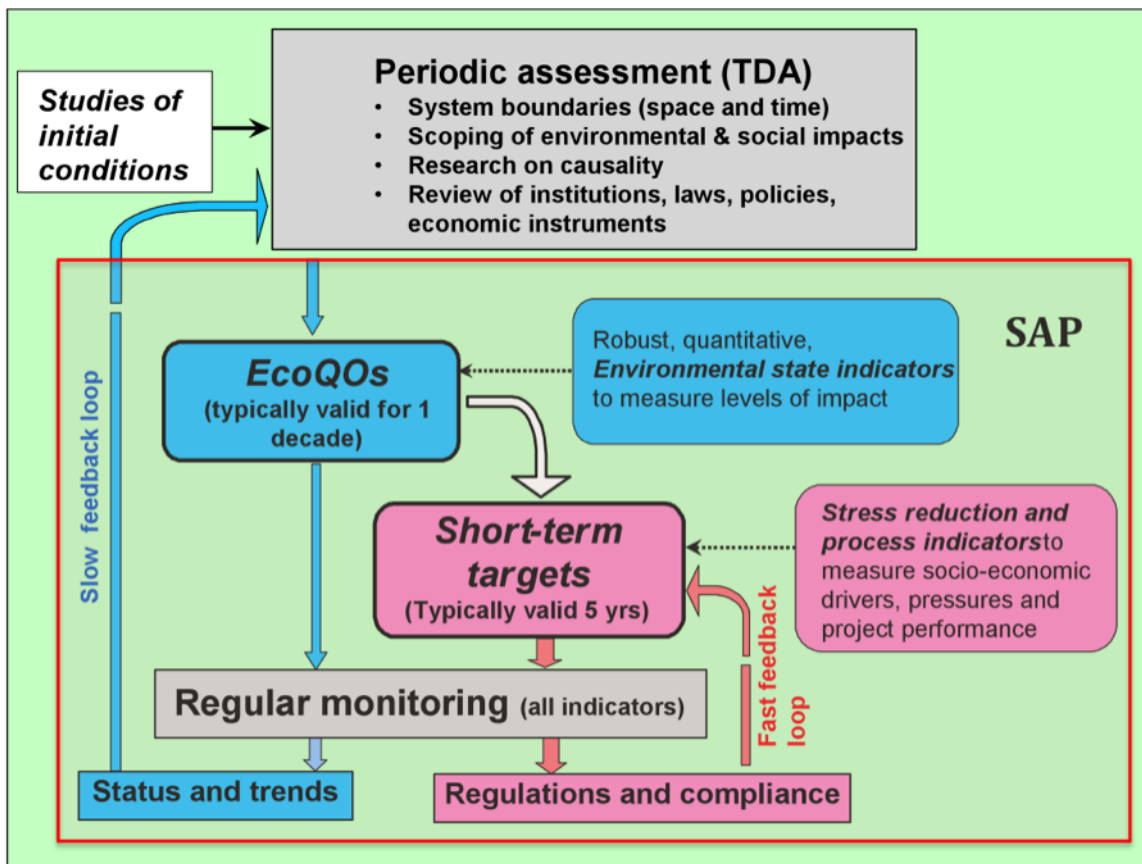 Studies of
initial
conditions
Periodic assessment (TDA)
• System boundaries (space and time)
• Scoping of environmental & social impacts
• Research on causality
• Review of institutions, laws, policies,
economic instruments
SAP
EcoQOs
(typically valid for 1
decade)
Robust, quantitative,
Environmental state indicators
to measure levels of impact
Short-term
targets
(Typically valid 5 yrs)
Stress reduction and
process indicators to
measure socio-economic
drivers, pressures and
project performance
Slow feedback loop
Fast feedback
loop
Regular monitoring (all indicators)
Status and trends
Regulations and compliance